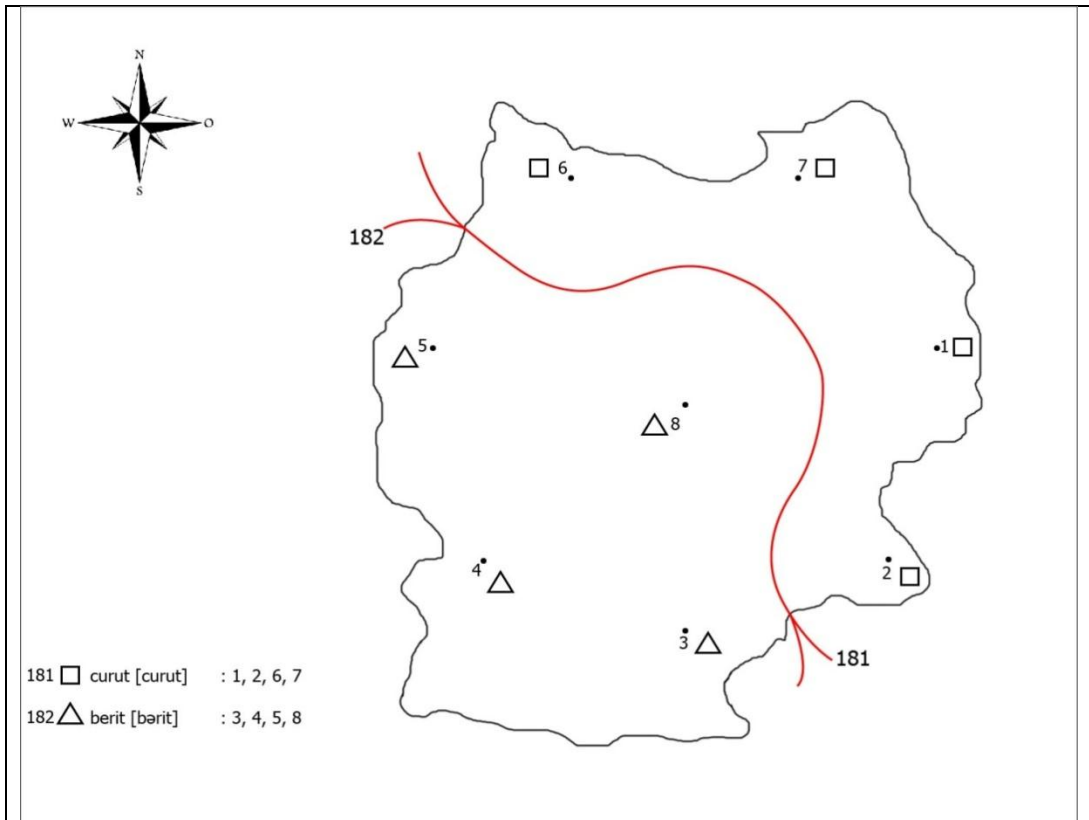 N
W O
S
6 7
182
5 1
8
4 2
3
181
181 curut [curut] : 1, 2, 6, 7
182 berit [bərit] : 3, 4, 5, 8